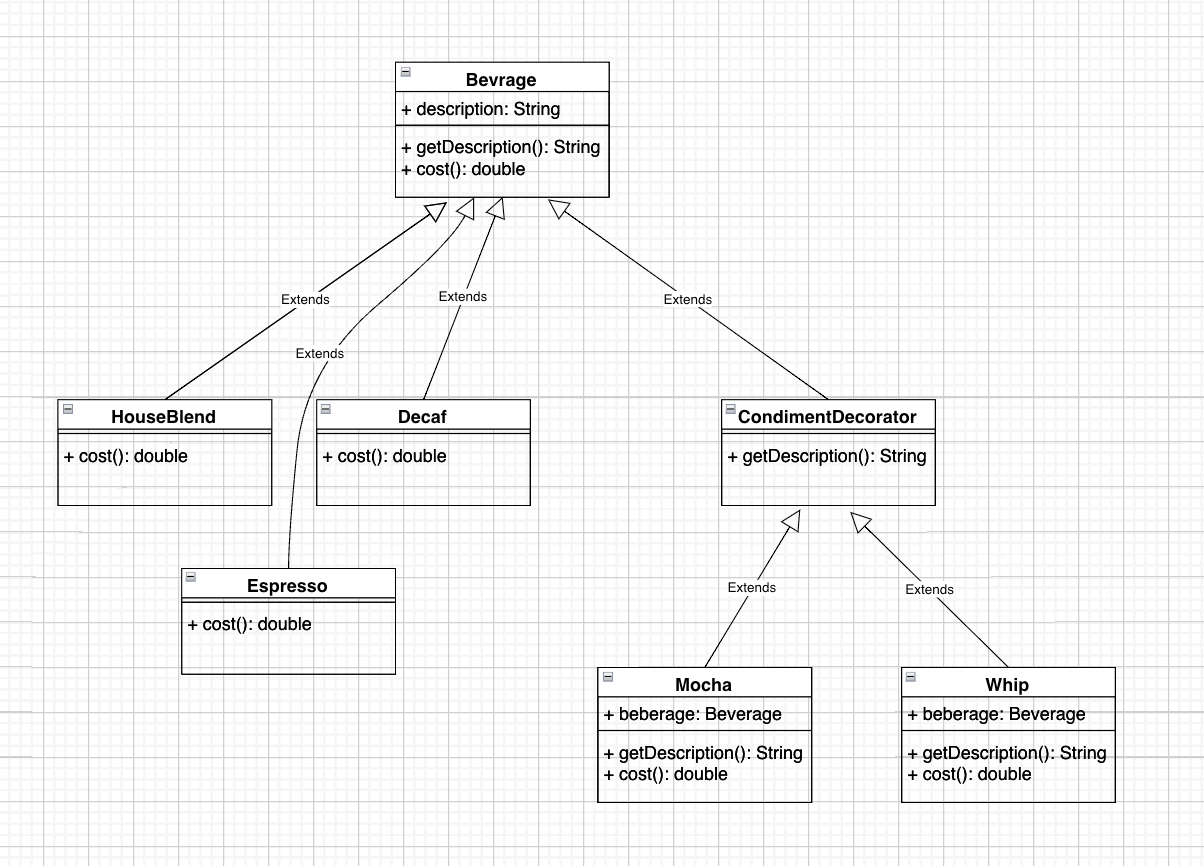 Bevrage
+ description: String
+ getDescription(): String
+ cost(): double
Extends
Extends
Extends
Extends
HouseBlend
+ cost(): double
Decaf
+ cost(): double
CondimentDecorator
+ getDescription(): String
Espresso
+ cost(): double
Extends
Extends
Mocha
+ beberage: Beverage
+ getDescription(): String
+ cost(): double
Whip
+ beberage: Beverage
+ getDescription(): String
+ cost(): double